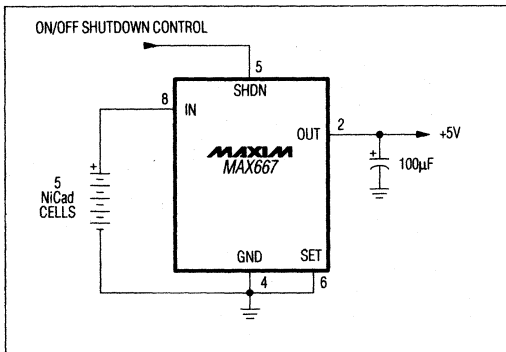 ON/OFF SHUTDOWN CONTROL
5
SHDN
8
IN
2
OUT
+5V
MAXIM
MAX667
+
100µF
+
5
NiCad
CELLS
GND
SET
4
6